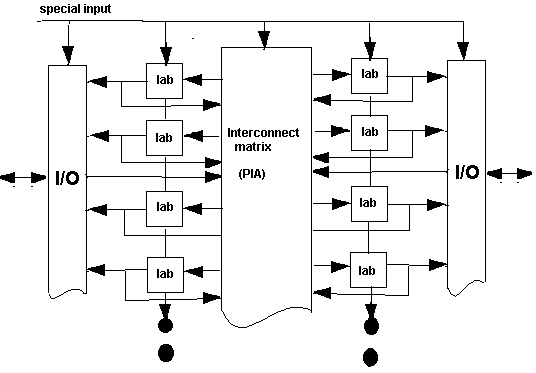 special input
lab
lab
lab
lab
I/O
Interconnect
matrix
(PIA)
lab
lab
lab
lab
I/O